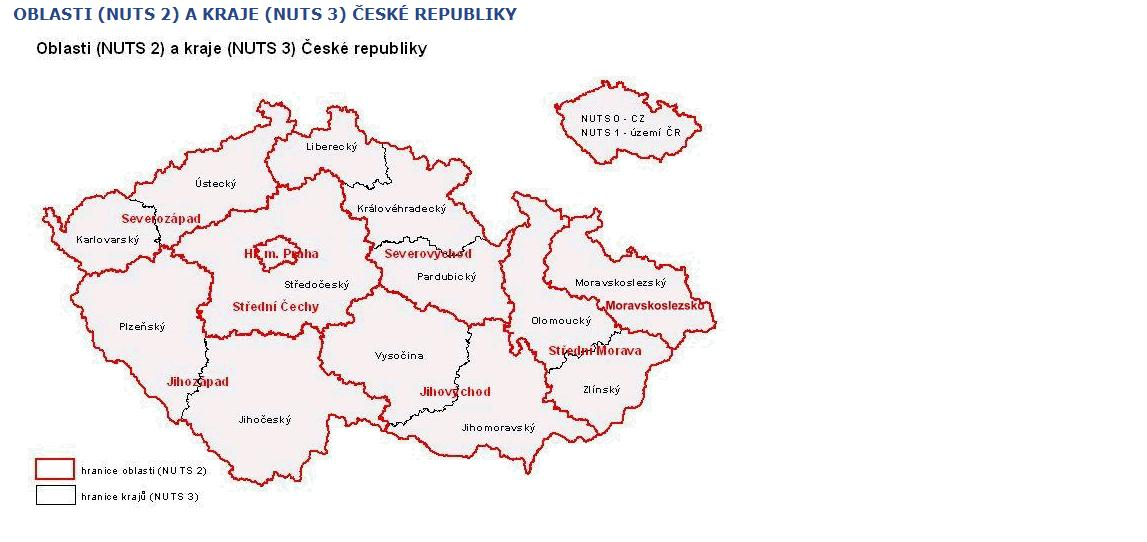 OBLASTI (NUTS 2) A KRAJE (NUTS 3) ČESKÉ REPUBLIKY
Oblasti (NUTS 2) a kraje (NUTS 3) České republiky
NUTS 0 - CZ
NUTS 1 - území ČR
Liberecký
Ústecký
Královéhradecký
Severozápad
Karlovarský
Hl. m. Praha
Severovýchod
Pardubický
Středočeský
Moravskoslezský
Střední Čechy
Moravskoslezsko
Plzeňský
Olomoucký
Vysočina
Střední Morava
Jihozápad
Jihovýchod
Zlínský
Jihočeský
Jihomoravský
hranice oblastí (NUTS 2)
hranice krajů (NUTS 3)